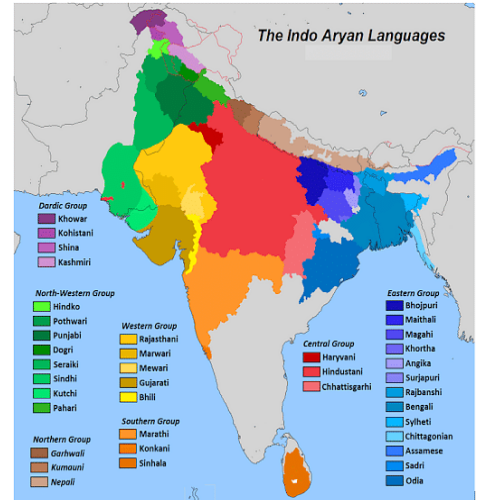 The Indo Aryan Languages
Dardic Group
Khowar
Kohistani
Shina
Kashmiri
North-Western Group
Hindko
Pothwari
Punjabi
Dogri
Seraiki
Sindhi
Kutchi
Pahari
Northern Group
Garhwali
Kumouni
Nepali
Western Group
Rajasthani
Marwari
Mewari
Gujarati
Bhili
Southern Group
Marathi
Konkani
Sinhala
Central Group
Haryvani
Hindustani
Chhattisgarhi
Eastern Group
Bhojpuri
Maithali
Magahi
Khortha
Angika
Surjapuri
Rajbanshi
Bengali
Sylheti
Chittagonian
Assamese
Sadri
Odia